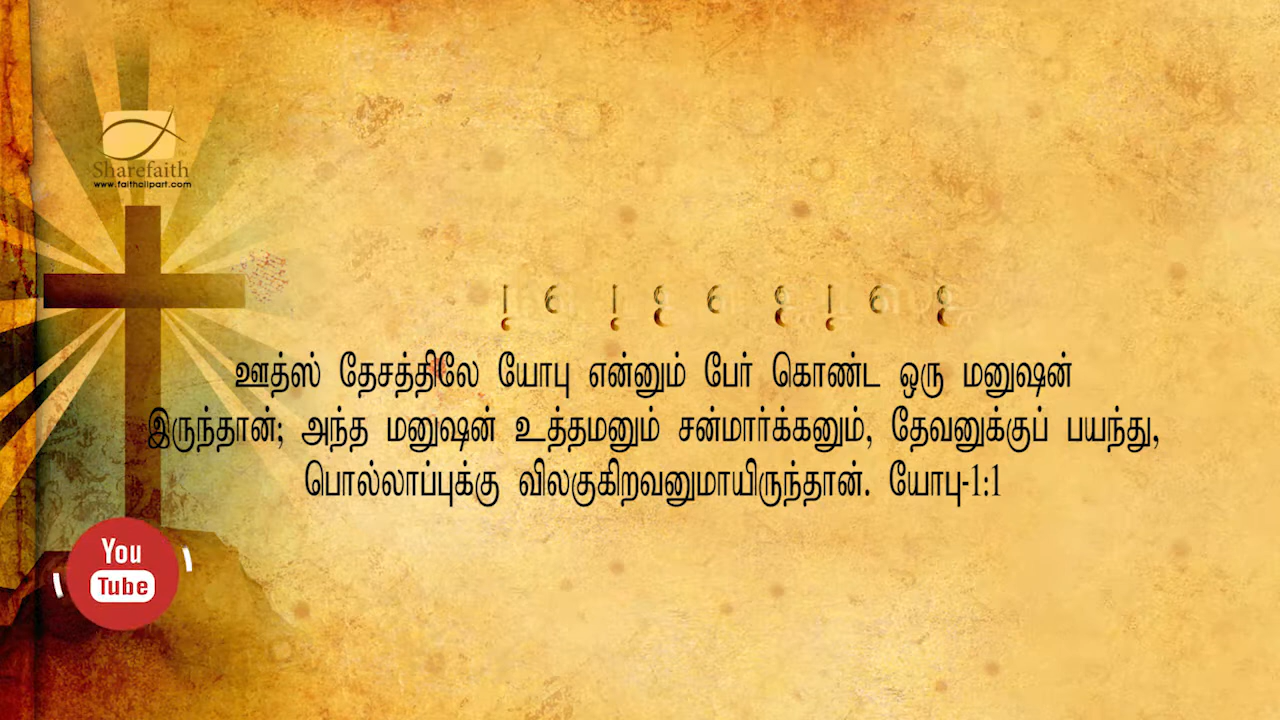 Sharefaith
www.faithclipart.com
ஊத்ஸ் தேசத்திலே யோபு என்னும் பேர் கொண்ட ஒரு மனுஷன்
இருந்தான்; அந்த மனுஷன் உத்தமனும் சன்மார்க்கனும், தேவனுக்குப் பயந்து,
பொல்லாப்புக்கு விலகுகிறவனுமாயிருந்தான். யோபு-1:1
You
Tube